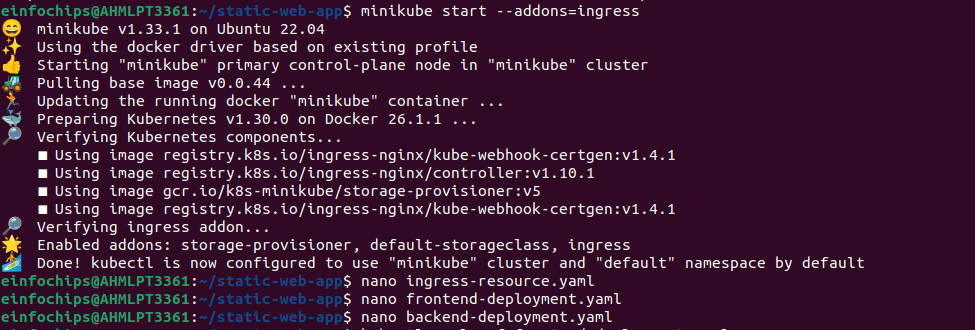 einfochips@AHMLPT3361:~/static-web-app$ minikube start --addons=ingress
minikube v1.33.1 on Ubuntu 22.04
Using the docker driver based on existing profile
Starting "minikube" primary control-plane node in "minikube" cluster
Pulling base image v0.0.44 ...
Updating the running docker "minikube" container ...
Preparing Kubernetes v1.30.0 on Docker 26.1.1 ...
Verifying Kubernetes components...
■ Using image registry.k8s.io/ingress-nginx/kube-webhook-certgen:v1.4.1
■ Using image registry.k8s.io/ingress-nginx/controller:v1.10.1
■ Using image gcr.io/k8s-minikube/storage-provisioner:v5
■ Using image registry.k8s.io/ingress-nginx/kube-webhook-certgen:v1.4.1
Verifying ingress addon...
Enabled addons: storage-provisioner, default-storageclass, ingress
Done! kubectl is now configured to use "minikube" cluster and "default" namespace by default
einfochips@AHMLPT3361:~/static-web-app$ nano ingress-resource.yaml
einfochips@AHMLPT3361:~/static-web-app$ nano frontend-deployment.yaml
einfochips@AHMLPT3361:~/static-web-app$ nano backend-deployment.yaml